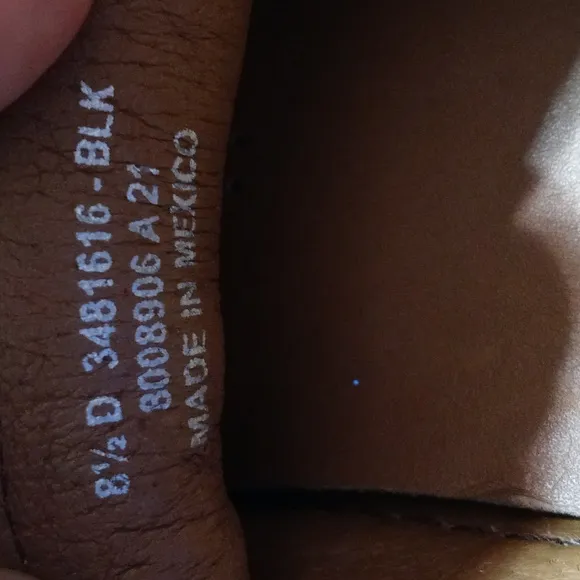 8½ D 3481616-BLK
8008906 A 21
MADE IN MEXICO